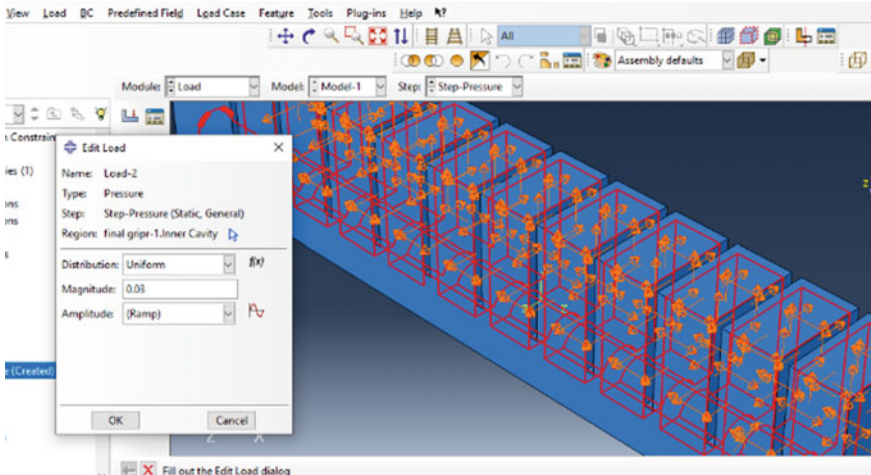 View Load BC Predefined Field Load Case Feature Tools Plug-ins Help
All
Assembly defaults
Module: Load Model: Model-1 Step: Step-Pressure
Edit Load
Name: Load-2
Type: Pressure
Step: Step-Pressure (Static, General)
Region: final gripr-1.Inner Cavity
Distribution: Uniform f(x)
Magnitude: 0.03
Amplitude: (Ramp)
OK Cancel
(1)
(Created)
Z X
z
Fill out the Edit Load dialog